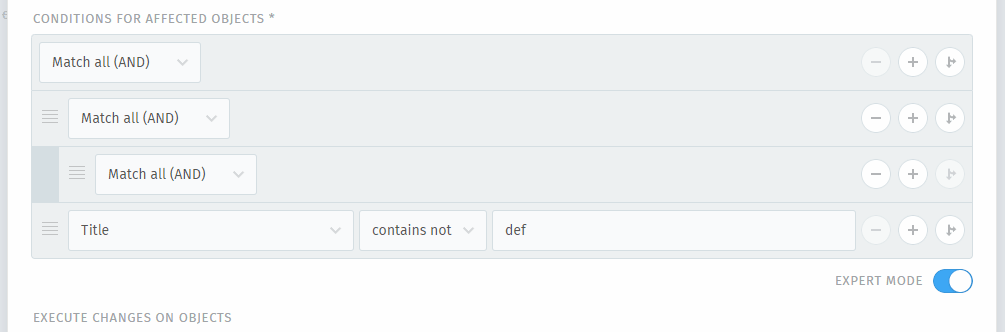 CONDITIONS FOR AFFECTED OBJECTS *
Match all (AND)
Match all (AND)
Match all (AND)
Title contains not def
EXPERT MODE
EXECUTE CHANGES ON OBJECTS